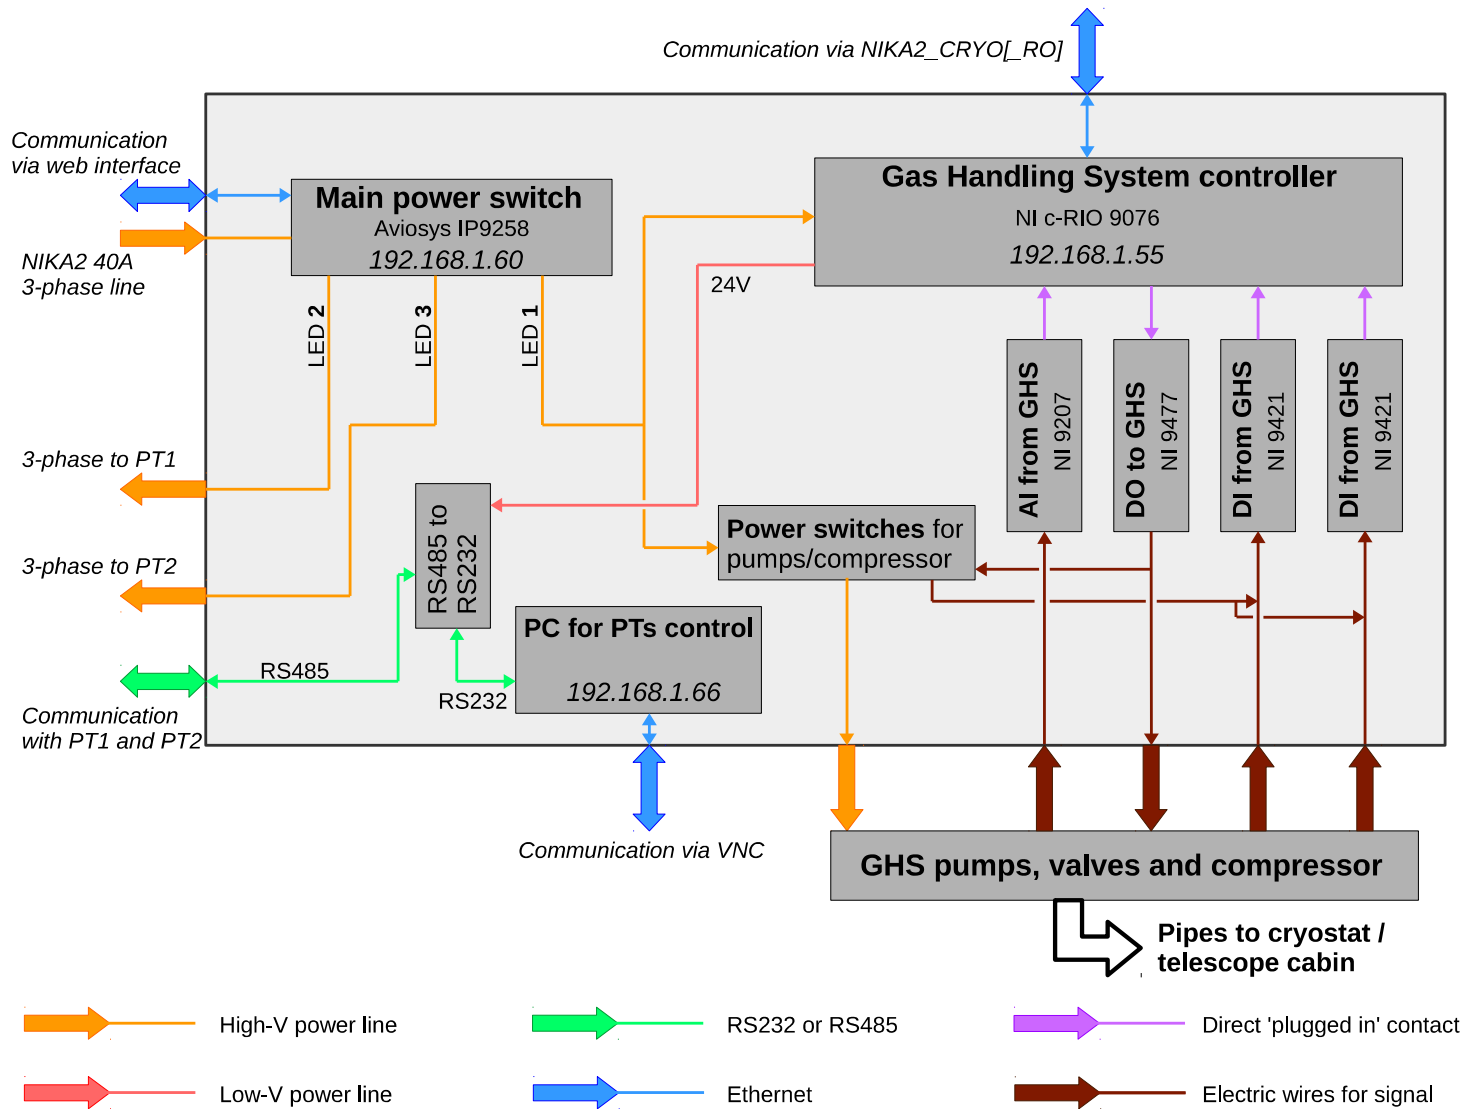 Communication via NIKA2_CRYO[_RO]
Communication
via web interface
NIKA2 40A
3-phase line
Main power switch
Aviosys IP9258
192.168.1.60
Gas Handling System controller
NI c-RIO 9076
192.168.1.55
24V
LED 2
LED 3
LED 1
AI from GHS
NI 9207
DO to GHS
NI 9477
DI from GHS
NI 9421
DI from GHS
NI 9421
3-phase to PT1
3-phase to PT2
RS485 to
RS232
Power switches for
pumps/compressor
PC for PTs control
192.168.1.66
RS485
RS232
Communication
with PT1 and PT2
Communication via VNC
GHS pumps, valves and compressor
Pipes to cryostat /
telescope cabin
High-V power line
RS232 or RS485
Direct 'plugged in' contact
Low-V power line
Ethernet
Electric wires for signal